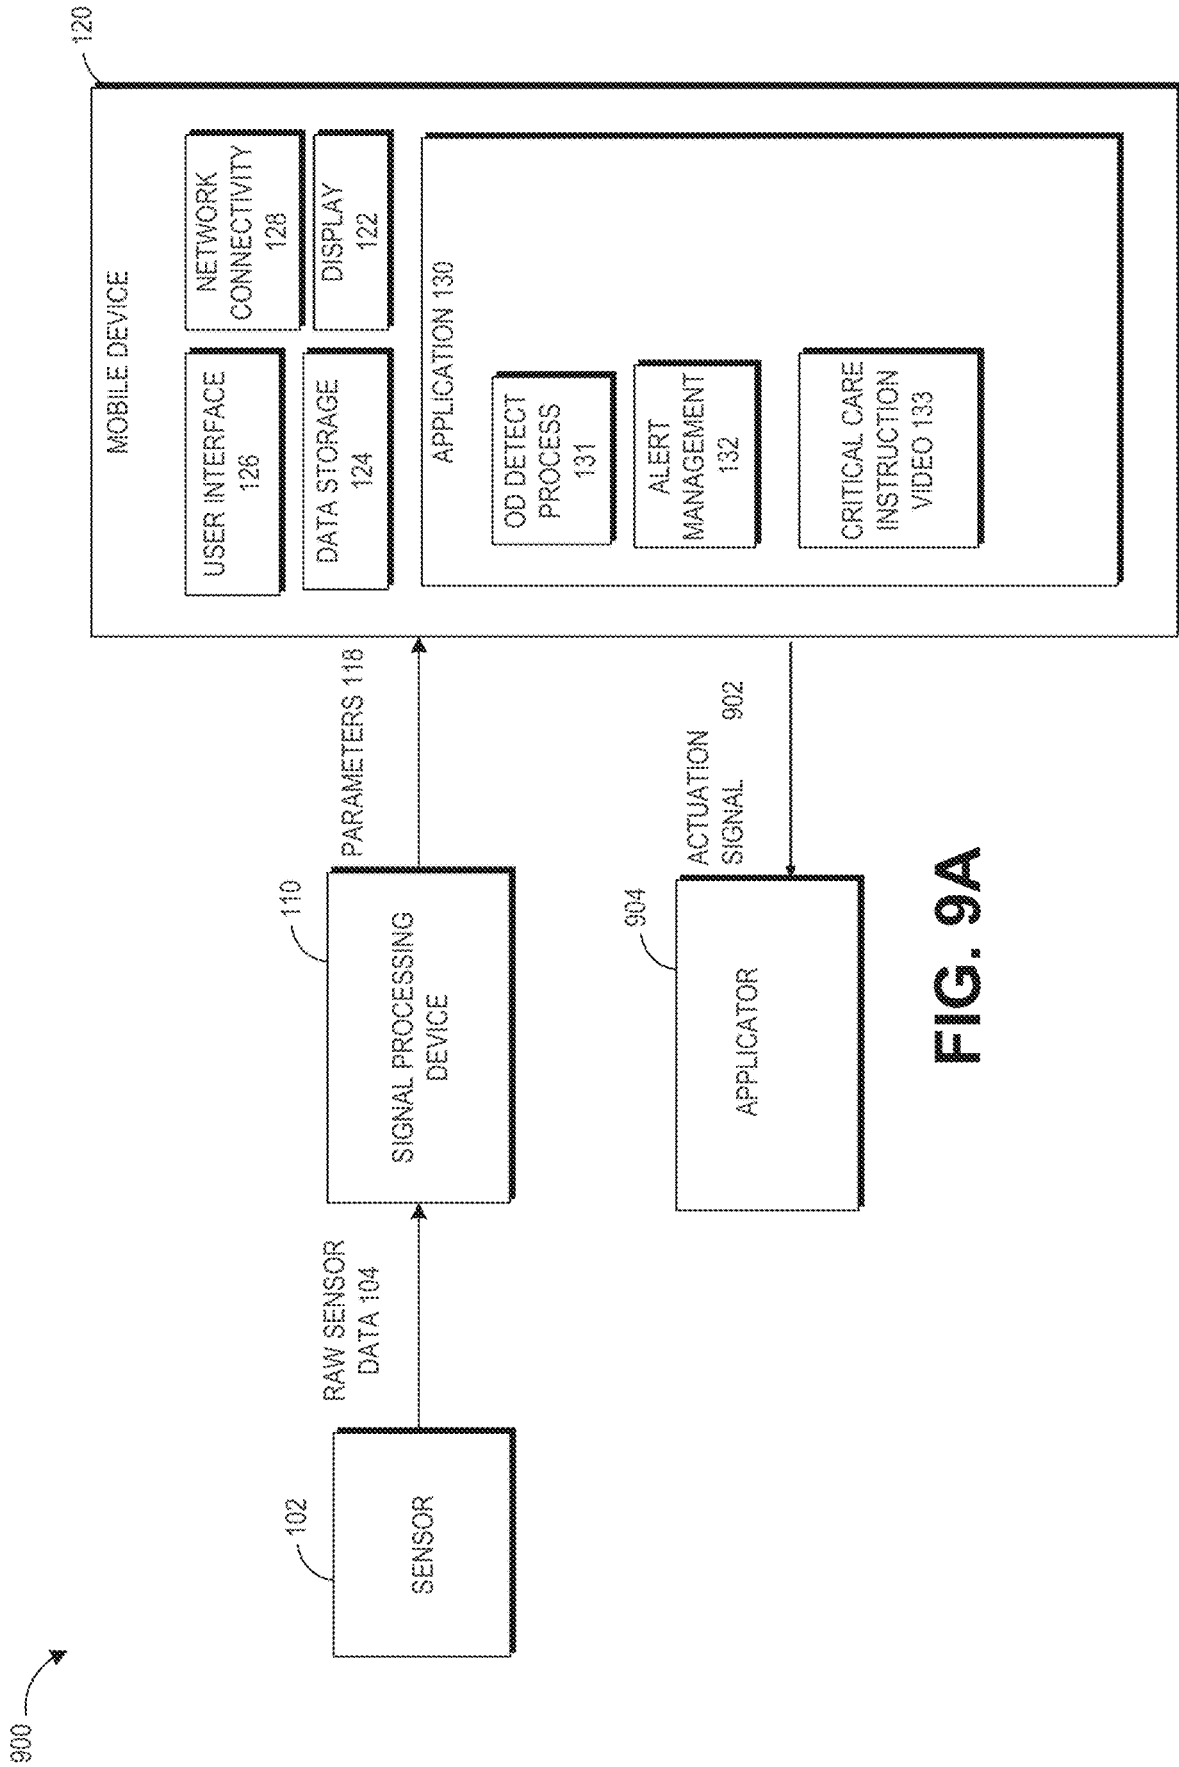 900
120
MOBILE DEVICE
USER INTERFACE
126
NETWORK
CONNECTIVITY
128
DATA STORAGE
124
DISPLAY
122
APPLICATION 130
OD DETECT
PROCESS
131
ALERT
MANAGEMENT
132
CRITICAL CARE
INSTRUCTION
VIDEO 133
102
SENSOR
RAW SENSOR
DATA 104
110
SIGNAL PROCESSING
DEVICE
PARAMETERS 118
904
APPLICATOR
ACTUATION
SIGNAL 902
FIG. 9A